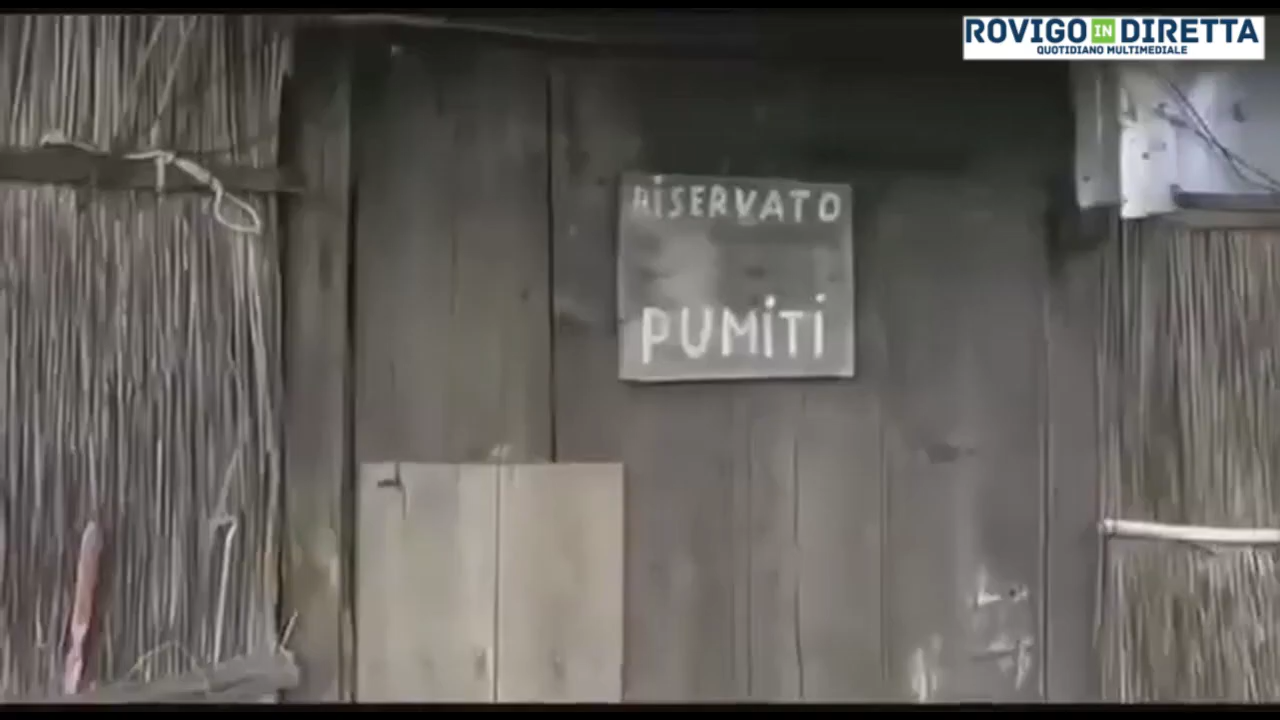 ROVIGO IN DIRETTA
QUOTIDIANO MULTIMEDIALE
RISERVATO
PUMiTi